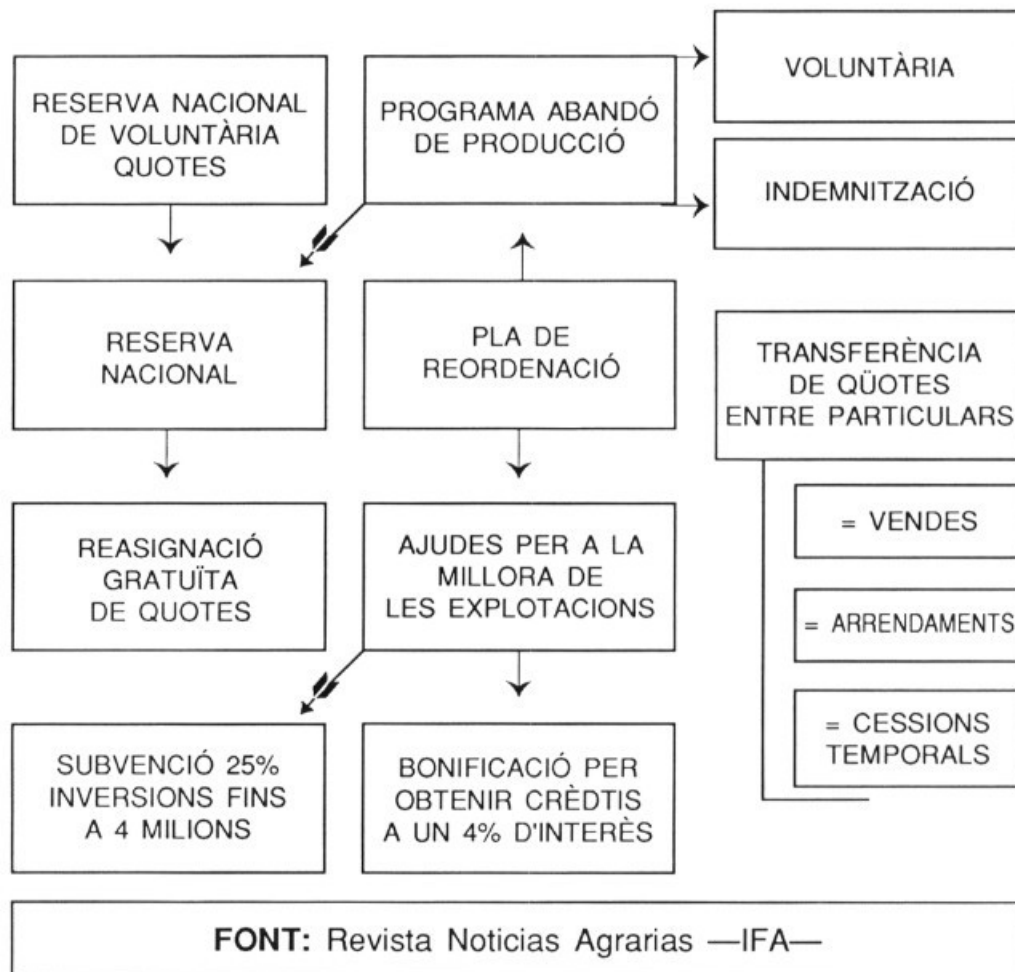 RESERVA NACIONAL
DE VOLUNTÀRIA
QUOTES
PROGRAMA ABANDÓ
DE PRODUCCIÓ
VOLUNTÀRIA
INDEMNITZACIÓ
RESERVA
NACIONAL
PLA DE
REORDENACIÓ
TRANSFERÈNCIA
DE QÜOTES
ENTRE PARTICULARS
= VENDES
= ARRENDAMENTS
= CESSIONS
TEMPORALS
REASIGNACIÓ
GRATUÏTA
DE QUOTES
AJUDES PER A LA
MILLORA DE
LES EXPLOTACIONS
SUBVENCIÓ 25%
INVERSIONS FINS
A 4 MILIONS
BONIFICACIÓ PER
OBTENIR CRÈDTIS
A UN 4% D'INTERÈS
FONT: Revista Noticias Agrarias —IFA—